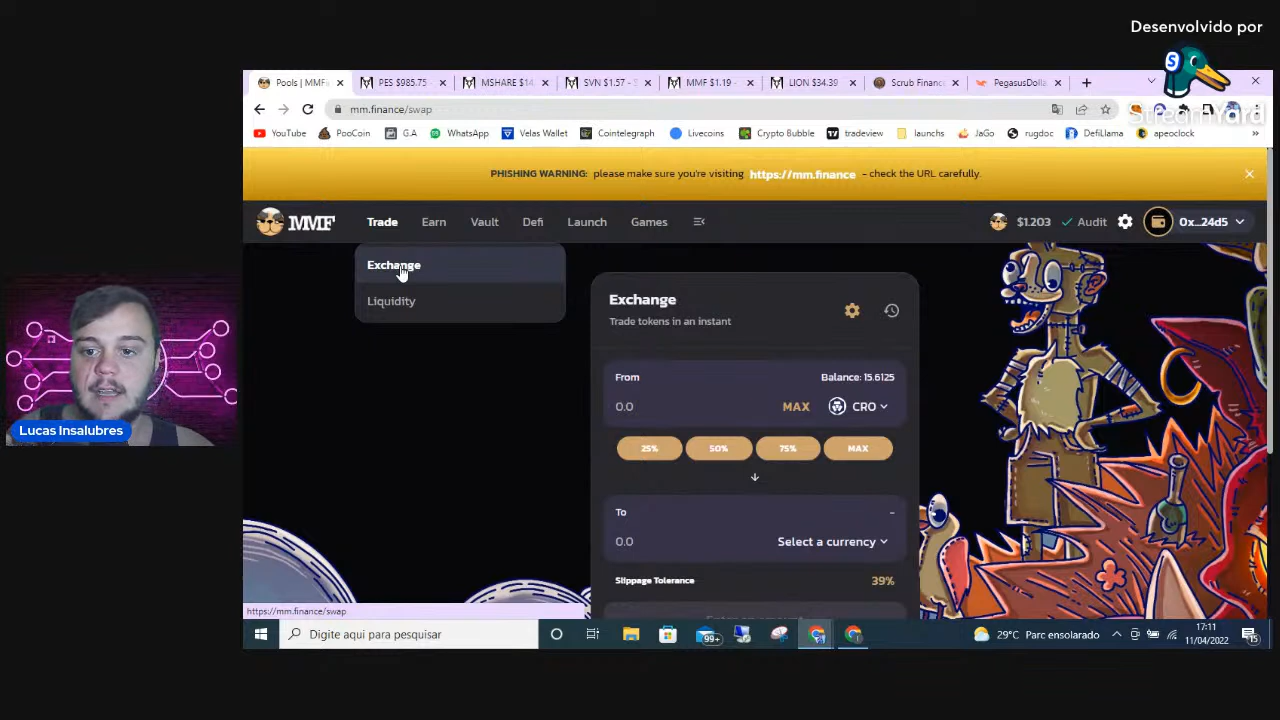 Desenvolvido por
StreamYard
Pools | MMFi
PES $985.75
MSHARE $14
SVN $1.57 - S
MMF $1.19 -
LION $34.39
Scrub Finance
PegasusDolla
mm.finance/swap
YouTube
PooCoin
G.A
WhatsApp
Velas Wallet
Cointelegraph
Livecoins
Crypto Bubble
tradeview
launchs
JaGo
rugdoc
DefiLlama
apeoclock
PHISHING WARNING: please make sure you're visiting https://mm.finance - check the URL carefully.
MMF
Trade
Earn
Vault
Defi
Launch
Games
$1.203
Audit
0x...24d5
Exchange
Liquidity
Exchange
Trade tokens in an instant
From
Balance: 15.6125
0.0
MAX
CRO
25%
50%
75%
MAX
To
-
0.0
Select a currency
Slippage Tolerance
39%
Lucas Insalubres
https://mm.finance/swap
Digite aqui para pesquisar
99+
29°C Parc ensolarado
17:11
11/04/2022
15